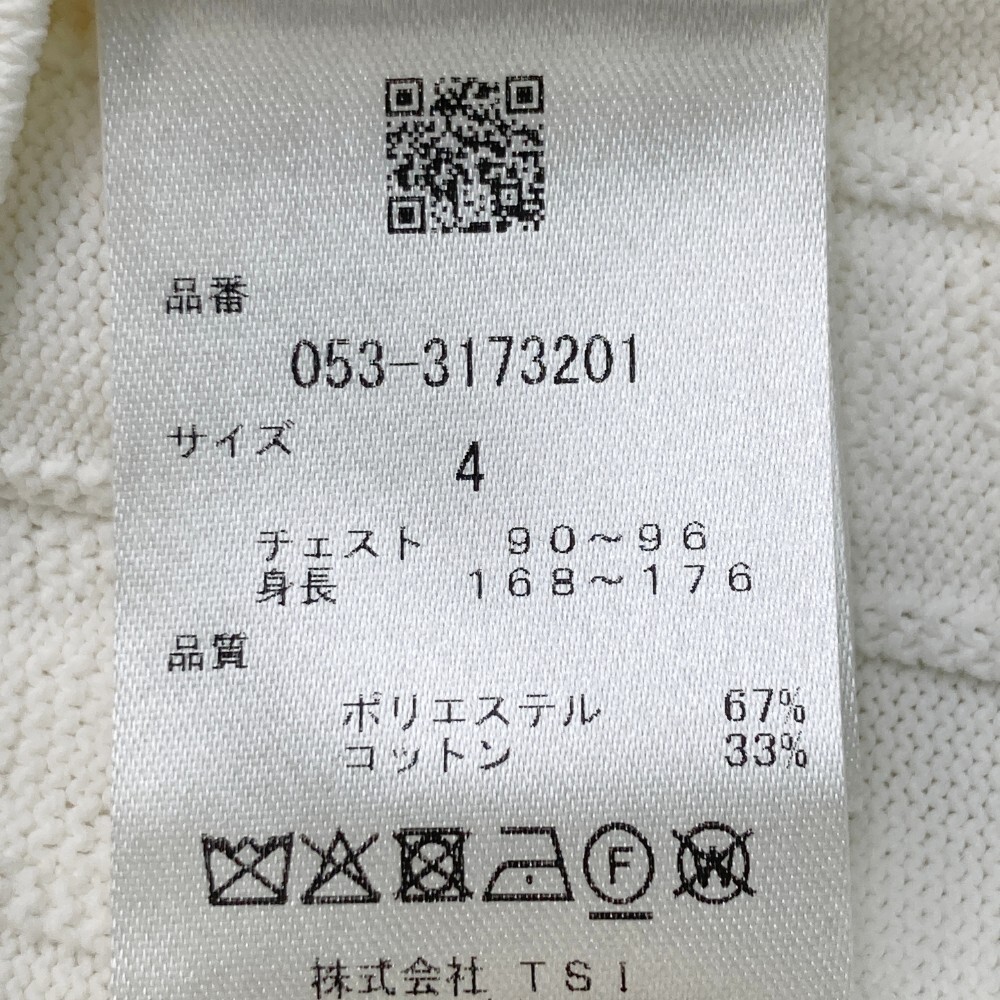 品番
053-3173201
サイズ
4
チェスト 90～96
身長 168～176
品質
ポリエステル 67%
コットン 33%
F W
株式会社 TSI